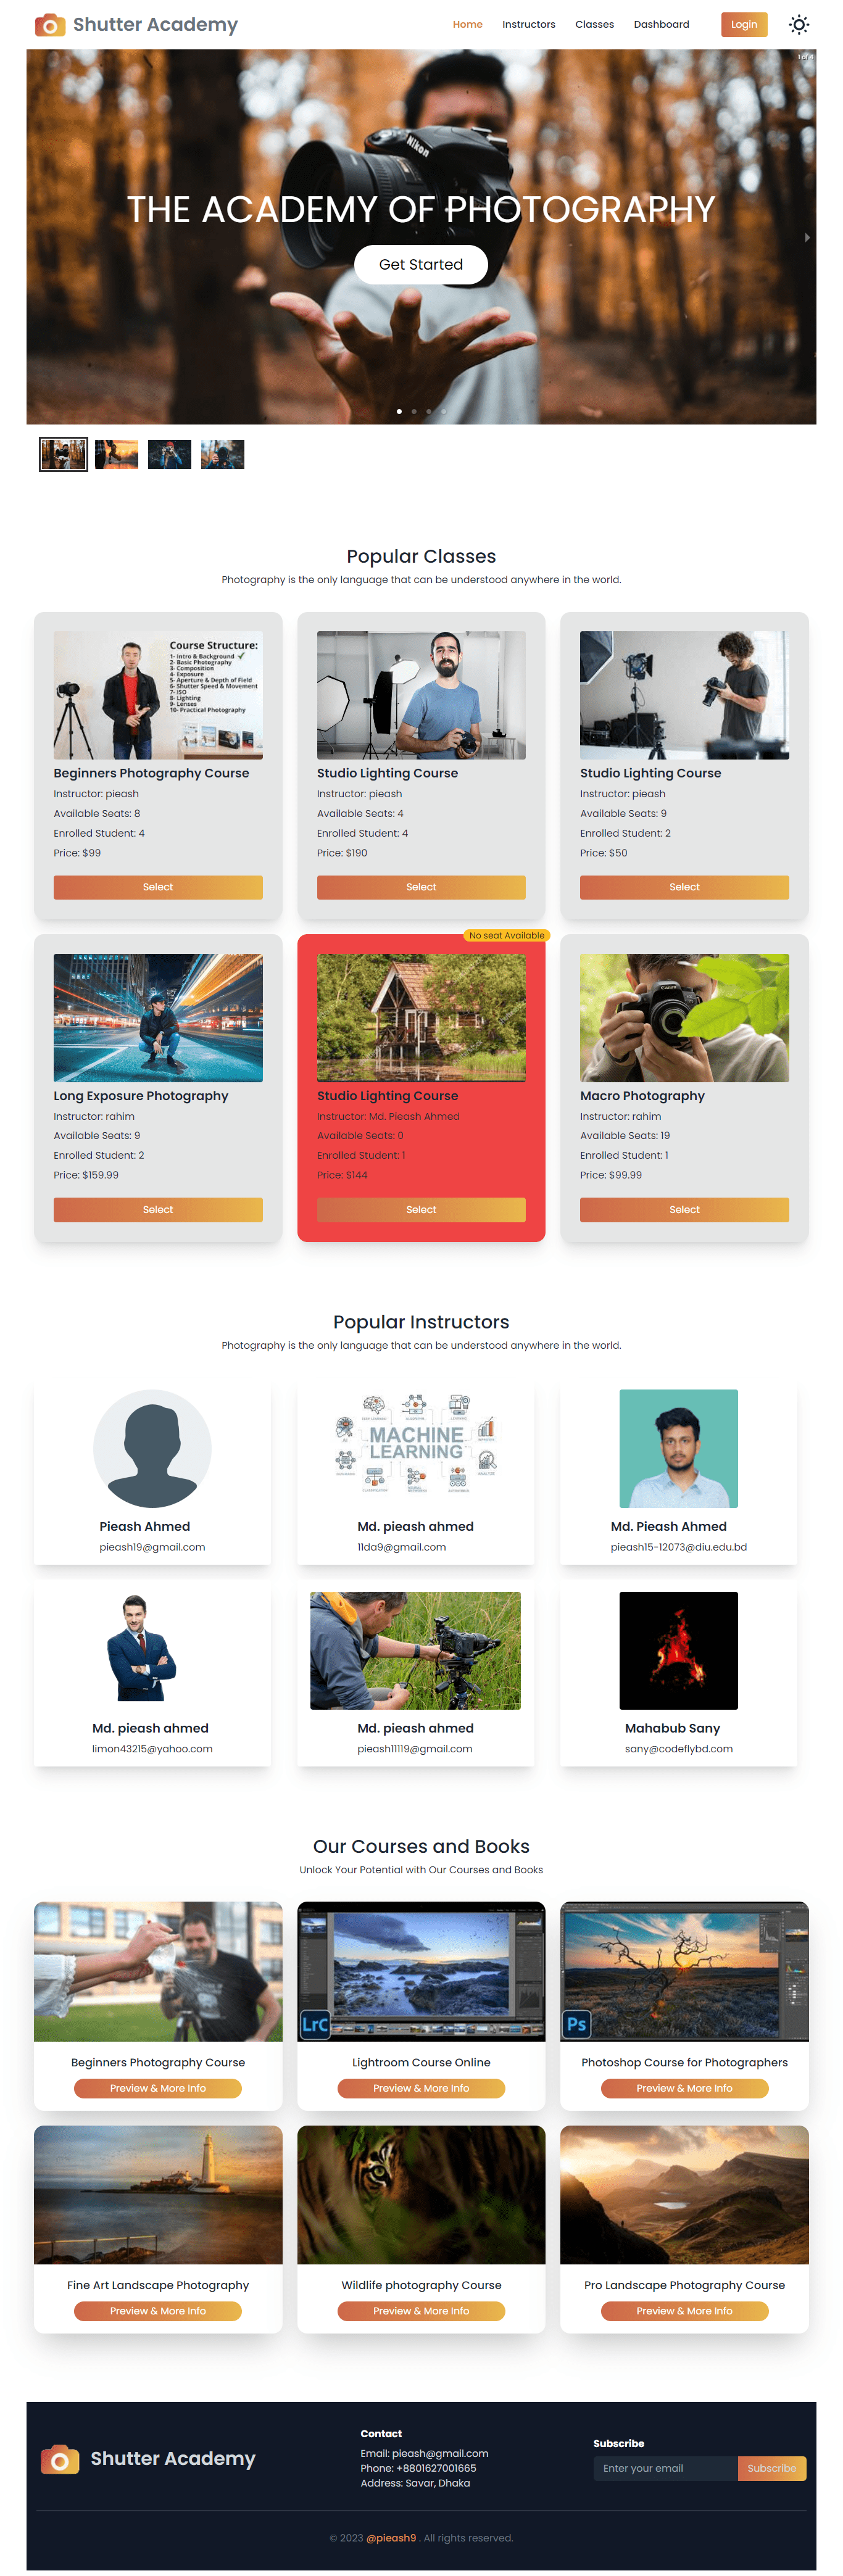 Shutter Academy
Home Instructors Classes Dashboard Login
1 of 4
Nikon
THE ACADEMY OF PHOTOGRAPHY
Get Started
Popular Classes
Photography is the only language that can be understood anywhere in the world.
Course Structure:
1- Intro & Background
2- Basic Photography
3- Composition
4- Exposure
5- Aperture & Depth of Field
6- Shutter Speed & Movement
7- ISO
8- Lighting
9- Lenses
10- Practical Photography
Beginners Photography Course
Instructor: pieash
Available Seats: 8
Enrolled Student: 4
Price: $99
Select
Studio Lighting Course
Instructor: pieash
Available Seats: 4
Enrolled Student: 4
Price: $190
Select
Studio Lighting Course
Instructor: pieash
Available Seats: 9
Enrolled Student: 2
Price: $50
Select
Long Exposure Photography
Instructor: rahim
Available Seats: 9
Enrolled Student: 2
Price: $159.99
Select
No seat Available
Studio Lighting Course
Instructor: Md. Pieash Ahmed
Available Seats: 0
Enrolled Student: 1
Price: $144
Select
Canon
Macro Photography
Instructor: rahim
Available Seats: 19
Enrolled Student: 1
Price: $99.99
Select
Popular Instructors
Photography is the only language that can be understood anywhere in the world.
Pieash Ahmed
pieash19@gmail.com
MACHINE
LEARNING
Md. pieash ahmed
11da9@gmail.com
Md. Pieash Ahmed
pieash15-12073@diu.edu.bd
Md. pieash ahmed
limon43215@yahoo.com
Md. pieash ahmed
pieash11119@gmail.com
Mahabub Sany
sany@codeflybd.com
Our Courses and Books
Unlock Your Potential with Our Courses and Books
Beginners Photography Course
Preview & More Info
LrC
Lightroom Course Online
Preview & More Info
Ps
Photoshop Course for Photographers
Preview & More Info
Fine Art Landscape Photography
Preview & More Info
Wildlife photography Course
Preview & More Info
Pro Landscape Photography Course
Preview & More Info
Shutter Academy
Contact
Email: pieash@gmail.com
Phone: +8801627001665
Address: Savar, Dhaka
Subscribe
Enter your email
Subscribe
© 2023 @pieash9 . All rights reserved.